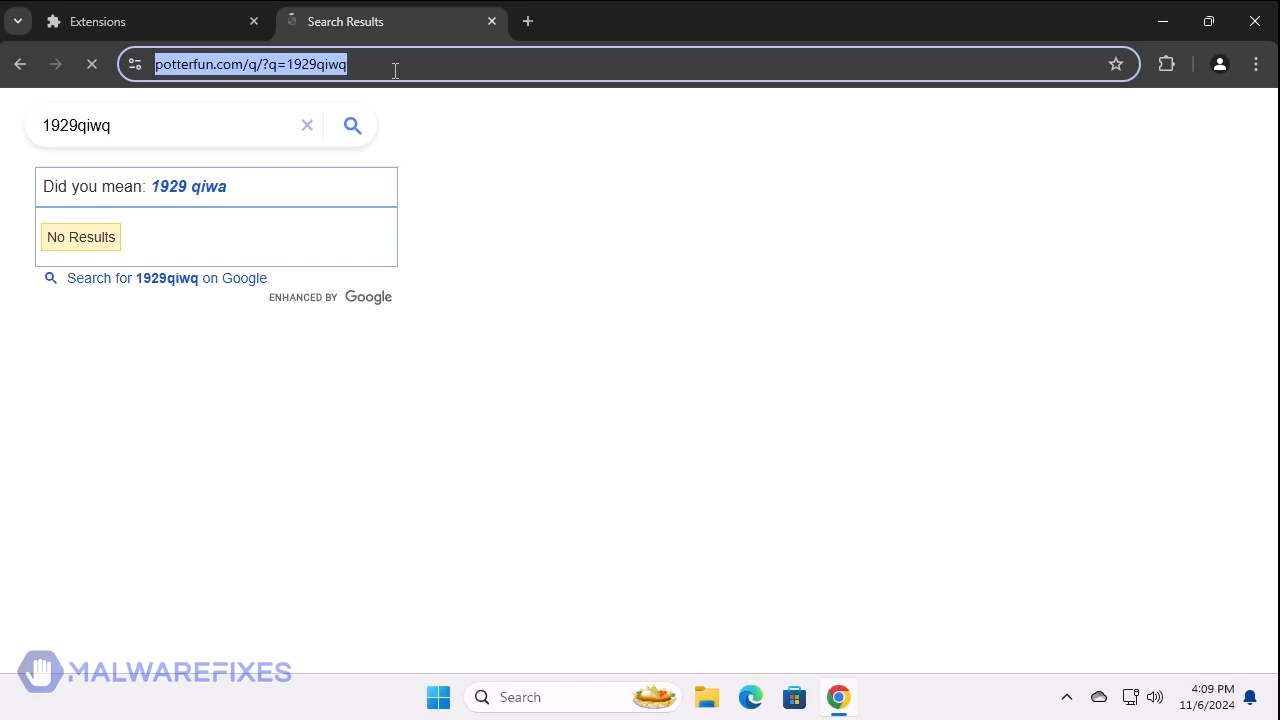 Extensions
Search Results
potterfun.com/q/?q=1929qiwq
1929qiwq
Did you mean: 1929 qiwa
No Results
Search for 1929qiwq on Google
ENHANCED BY Google
MALWAREFIXES
Search
4:09 PM
11/6/2024